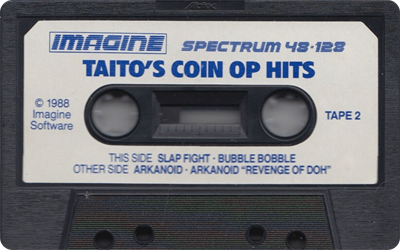 IMAGINE SPECTRUM 48·128
TAITO'S COIN OP HITS
© 1988
Imagine
Software
TAPE 2
THIS SIDE SLAP FIGHT · BUBBLE BOBBLE
OTHER SIDE ARKANOID · ARKANOID "REVENGE OF DOH"